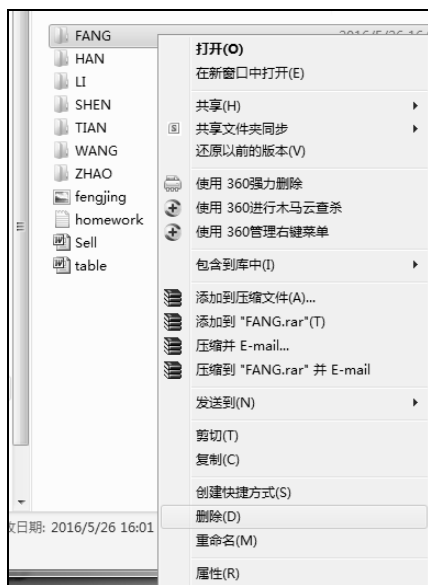 FANG
HAN
LI
SHEN
TIAN
WANG
ZHAO
fengjing
homework
Sell
table
打开(O)
在新窗口中打开(E)
共享(H)
共享文件夹同步
还原以前的版本(V)
使用 360强力删除
使用 360进行木马云查杀
使用 360管理右键菜单
包含到库中(I)
添加到压缩文件(A)...
添加到 "FANG.rar"(T)
压缩并 E-mail...
压缩到 "FANG.rar" 并 E-mail
发送到(N)
剪切(T)
复制(C)
创建快捷方式(S)
删除(D)
重命名(M)
属性(R)
日期: 2016/5/26 16:01